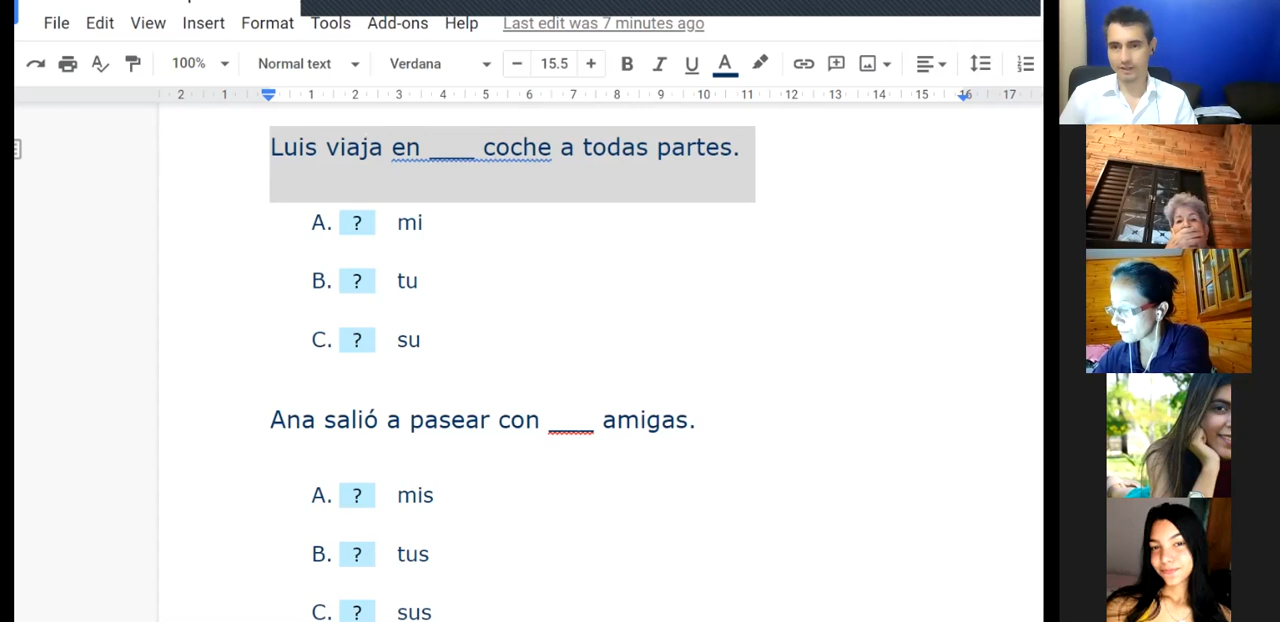 File Edit View Insert Format Tools Add-ons Help Last edit was 7 minutes ago
100% Normal text Verdana − 15.5 + B I U A
2 1 1 2 3 4 5 6 7 8 9 10 11 12 13 14 15 16 17
Luis viaja en ____ coche a todas partes.
A. ? mi
B. ? tu
C. ? su
Ana salió a pasear con ____ amigas.
A. ? mis
B. ? tus
C. ? sus